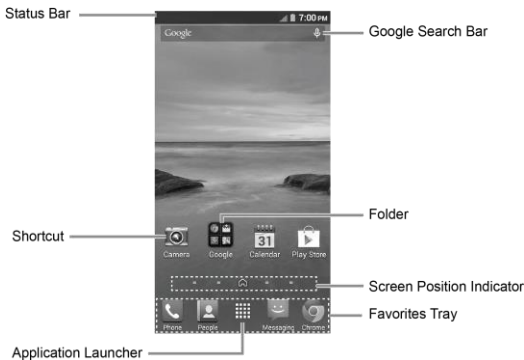 Status Bar
7:00 PM
Google
Google Search Bar
Folder
31
Shortcut
Camera
Google
Calendar
Play Store
Screen Position Indicator
Favorites Tray
Phone
People
Messaging
Chrome
Application Launcher